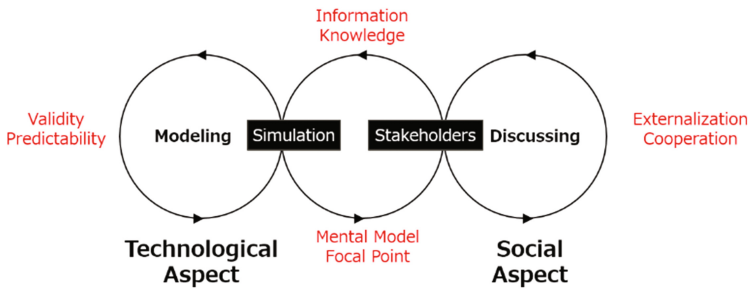 Information
Knowledge
Validity
Predictability
Modeling
Simulation
Stakeholders
Discussing
Externalization
Cooperation
Mental Model
Focal Point
Technological
Aspect
Social
Aspect